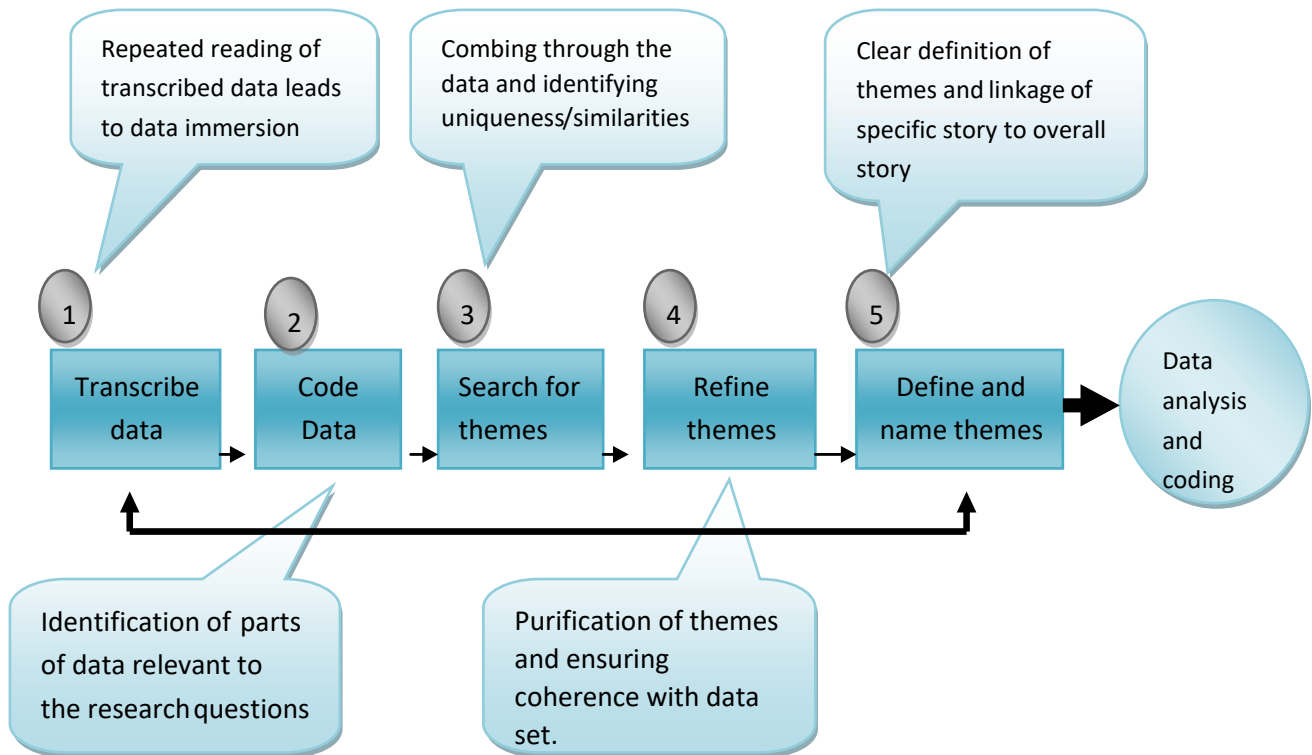 Repeated reading of
transcribed data leads
to data immersion
Combing through the
data and identifying
uniqueness/similarities
Clear definition of
themes and linkage of
specific story to overall
story
1
2
3
4
5
Transcribe
data
Code
Data
Search for
themes
Refine
themes
Define and
name themes
Data
analysis
and
coding
Identification of parts
of data relevant to
the research questions
Purification of themes
and ensuring
coherence with data
set.